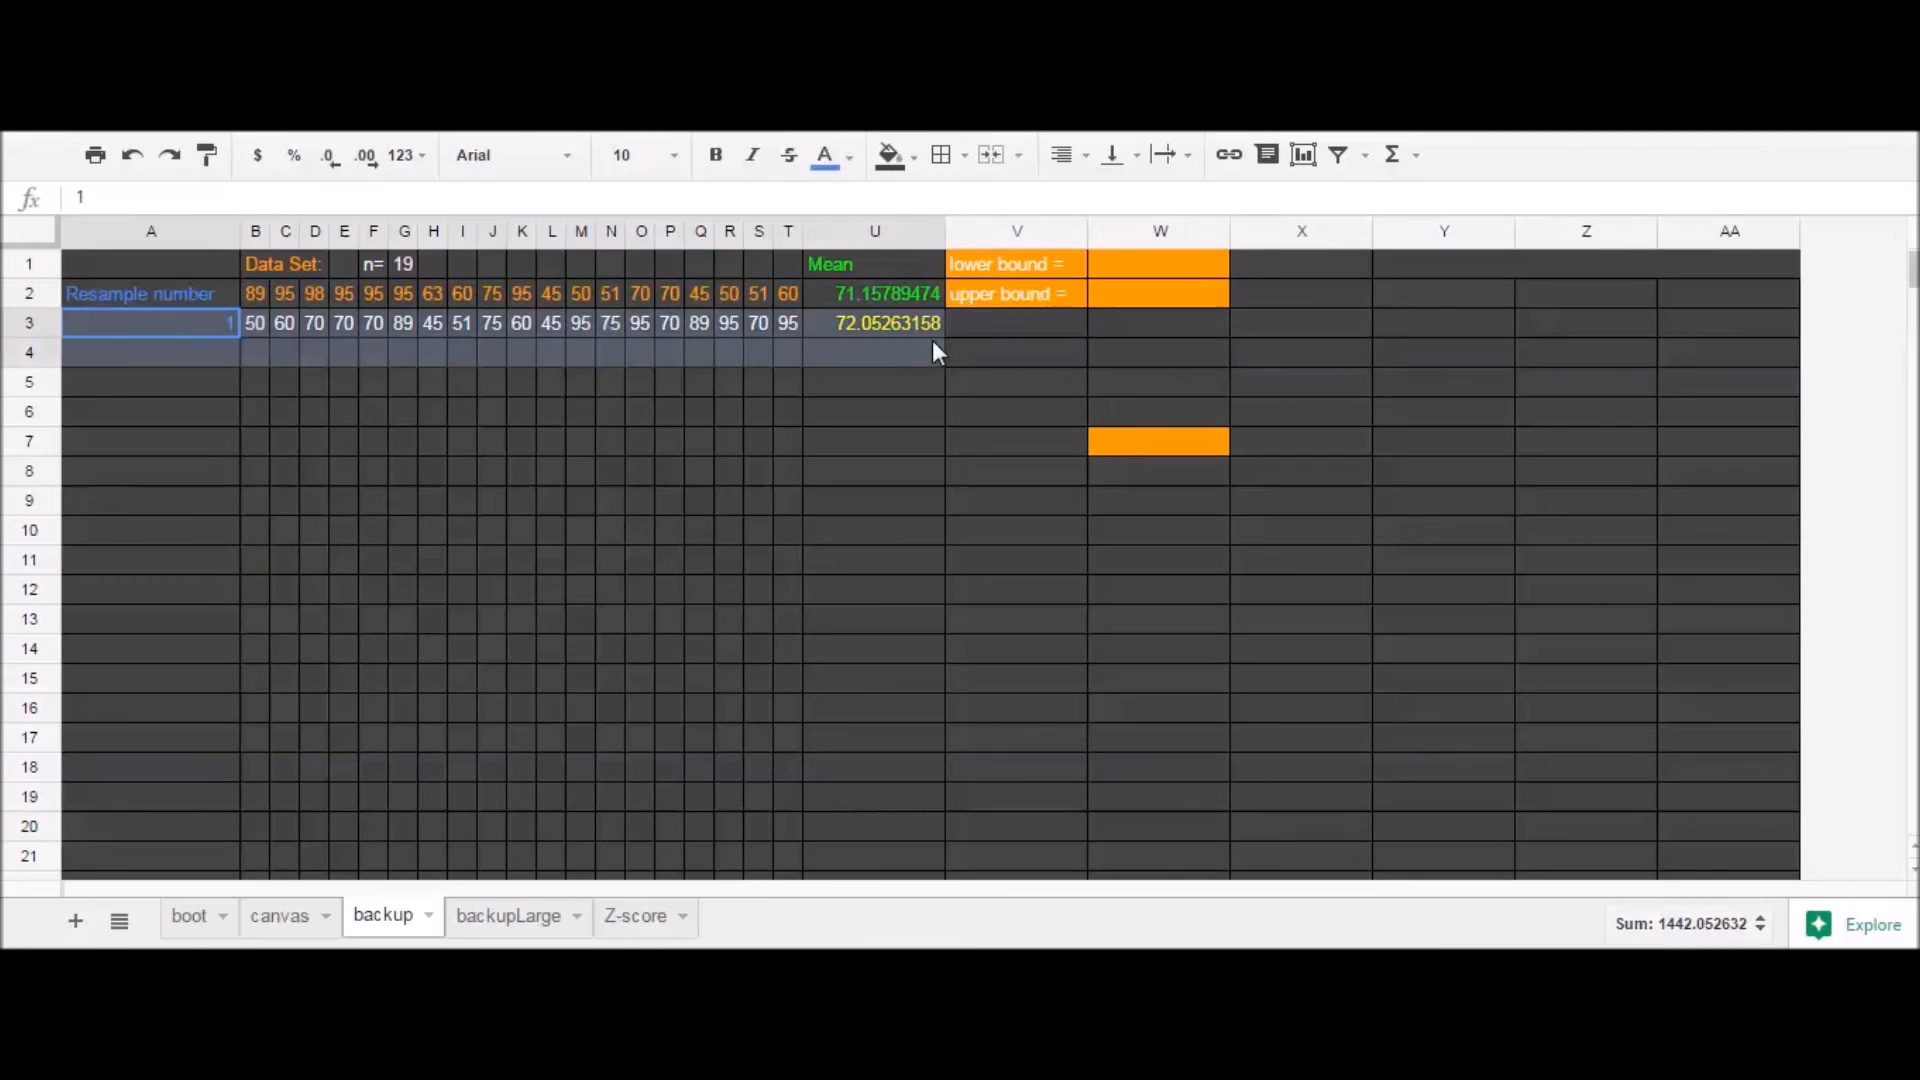 $ % .0 .00 123 Arial 10 B I S A Σ
fx 1
A B C D E F G H I J K L M N O P Q R S T U V W X Y Z AA
1 Data Set: n= 19 Mean lower bound =
2 Resample number 89 95 98 95 95 95 63 60 75 95 45 50 51 70 70 45 50 51 60 71.15789474 upper bound =
3 1 50 60 70 70 70 89 45 51 75 60 45 95 75 95 70 89 95 70 95 72.05263158
4
5
6
7
8
9
10
11
12
13
14
15
16
17
18
19
20
21
+ boot canvas backup backupLarge Z-score Sum: 1442.052632 Explore